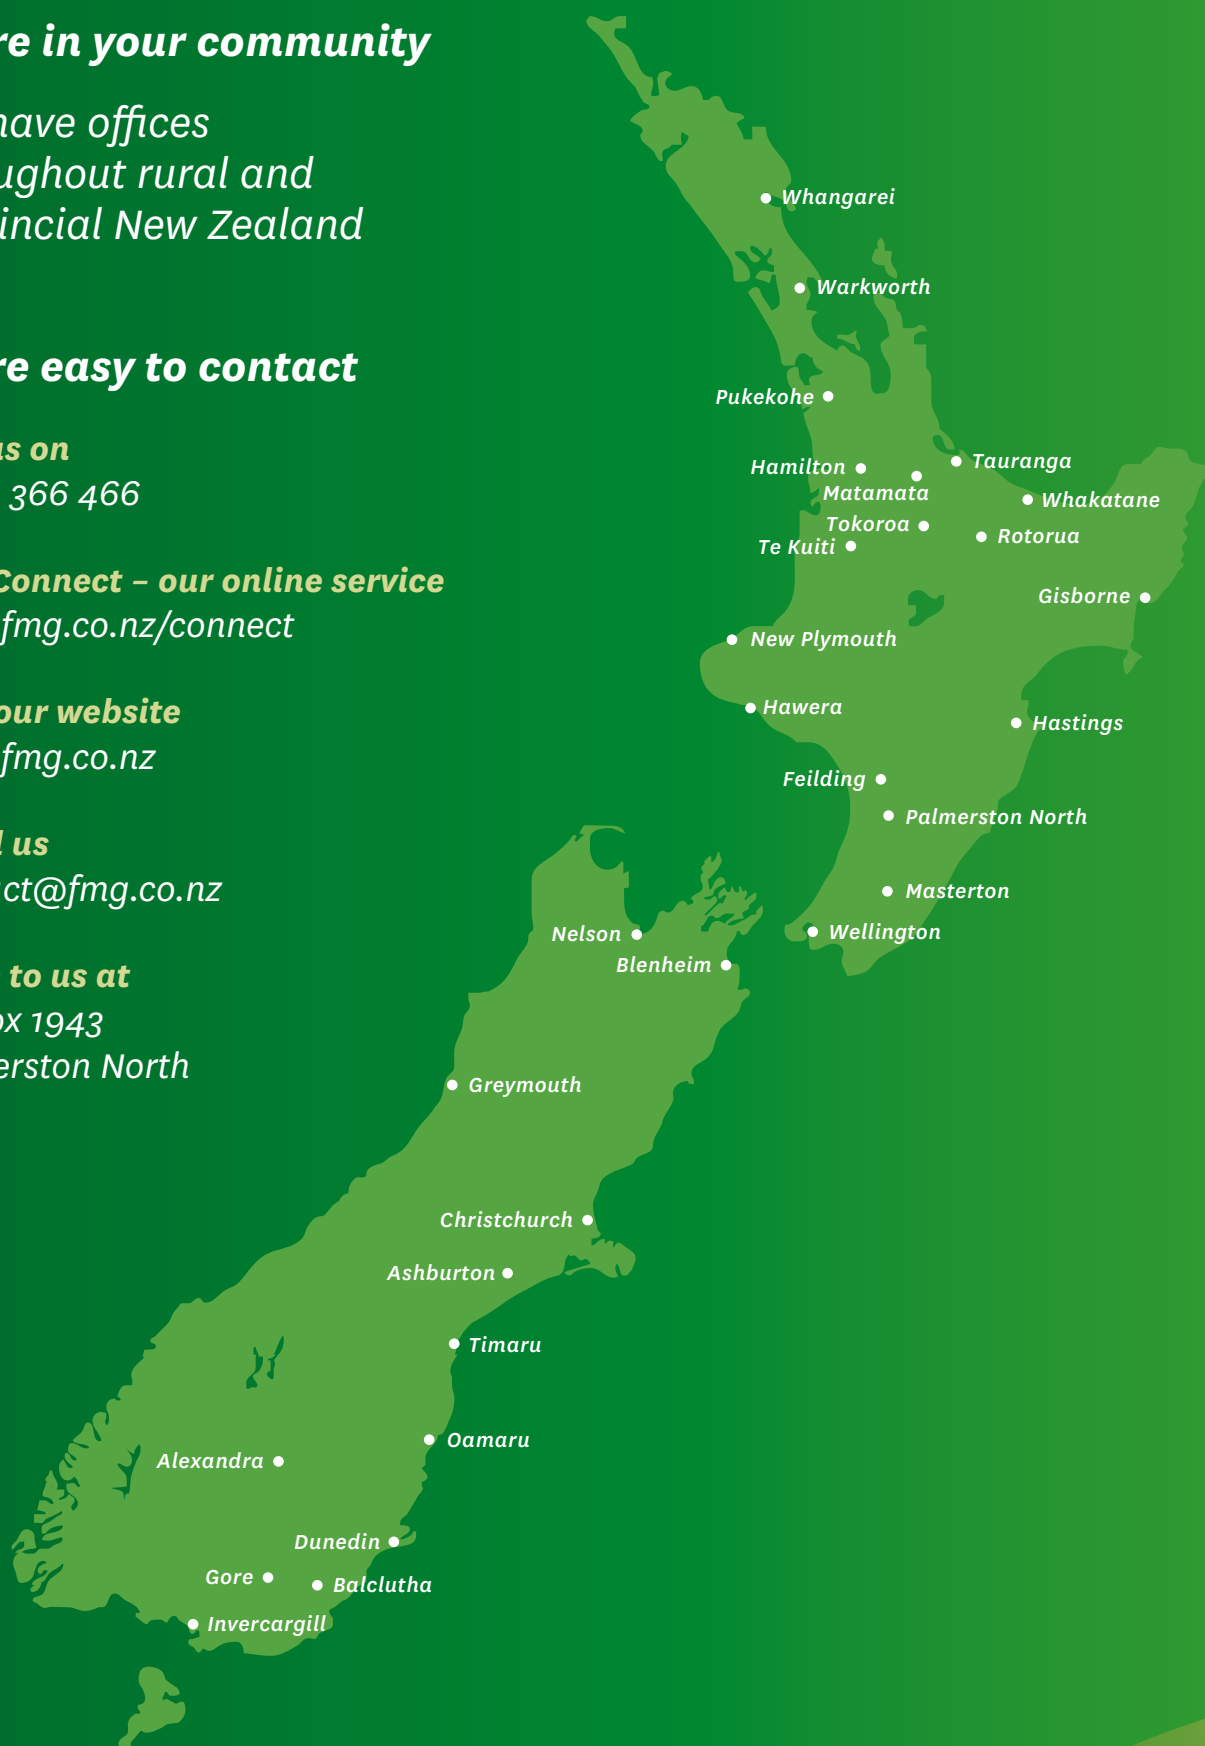 re in your community
have offices
ughout rural and
incial New Zealand
re easy to contact
us on
366 466
Connect – our online service
fmg.co.nz/connect
our website
fmg.co.nz
l us
act@fmg.co.nz
to us at
ox 1943
erston North
Whangarei
Warkworth
Pukekohe
Hamilton
Tauranga
Matamata
Whakatane
Tokoroa
Rotorua
Te Kuiti
Gisborne
New Plymouth
Hawera
Hastings
Feilding
Palmerston North
Masterton
Wellington
Nelson
Blenheim
Greymouth
Christchurch
Ashburton
Timaru
Oamaru
Alexandra
Dunedin
Gore
Balclutha
Invercargill